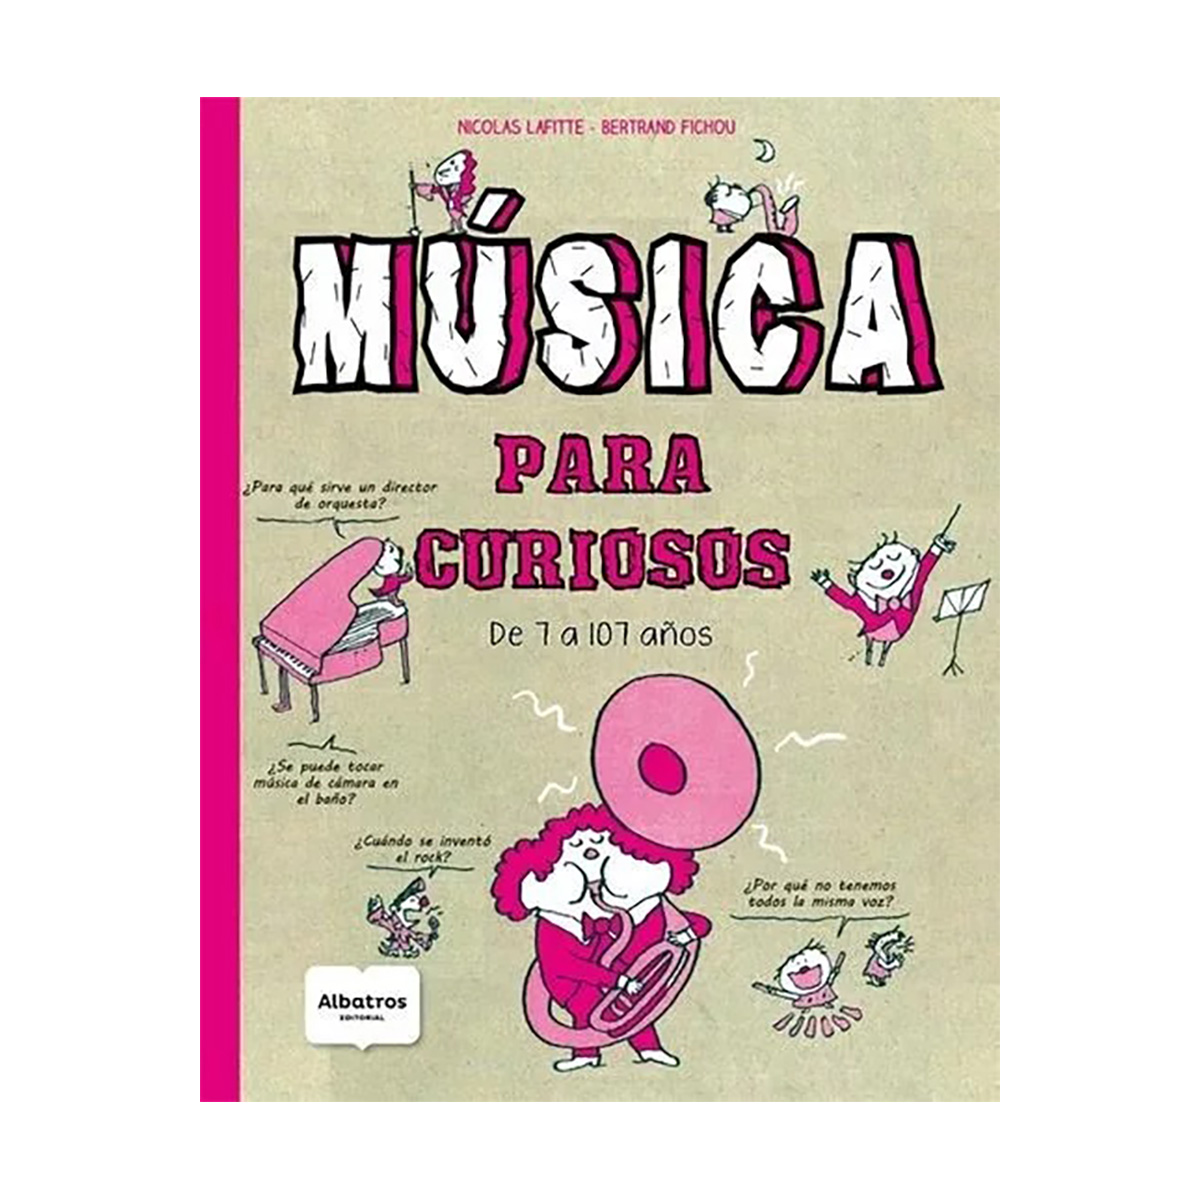 NICOLAS LAFITTE - BERTRAND FICHOU
MÚSICA
PARA
CURIOSOS
De 7 a 107 años
¿Para qué sirve un director
de orquesta?
¿Se puede tocar
música de cámara en
el baño?
¿Cuándo se inventó
el rock?
¿Por qué no tenemos
todos la misma voz?
Albatros
EDITORIAL